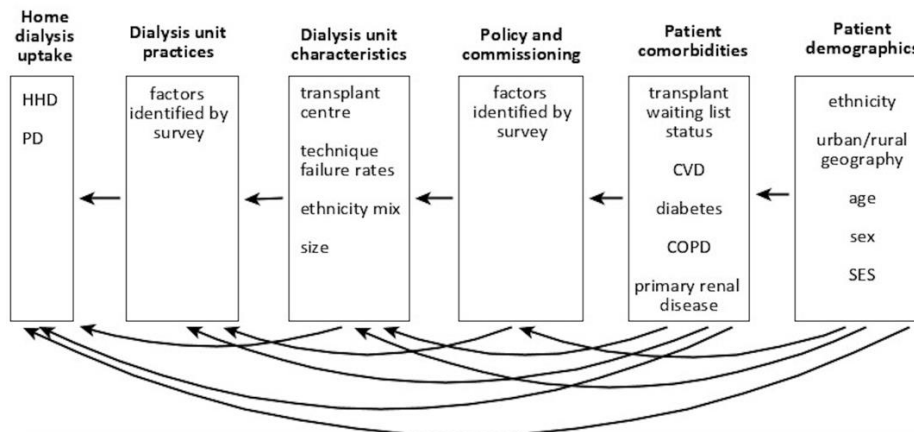 Home
dialysis
uptake
HHD
PD
Dialysis unit
practices
factors
identified by
survey
Dialysis unit
characteristics
transplant
centre
technique
failure rates
ethnicity mix
size
Policy and
commissioning
factors
identified by
survey
Patient
comorbidities
transplant
waiting list
status
CVD
diabetes
COPD
primary renal
disease
Patient
demographics
ethnicity
urban/rural
geography
age
sex
SES